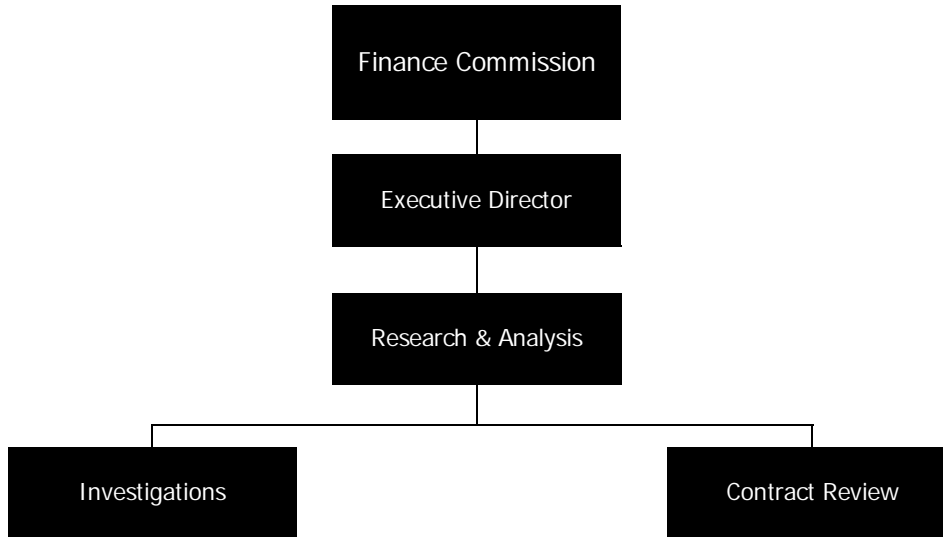 Finance Commission
Executive Director
Research & Analysis
Investigations
Contract Review